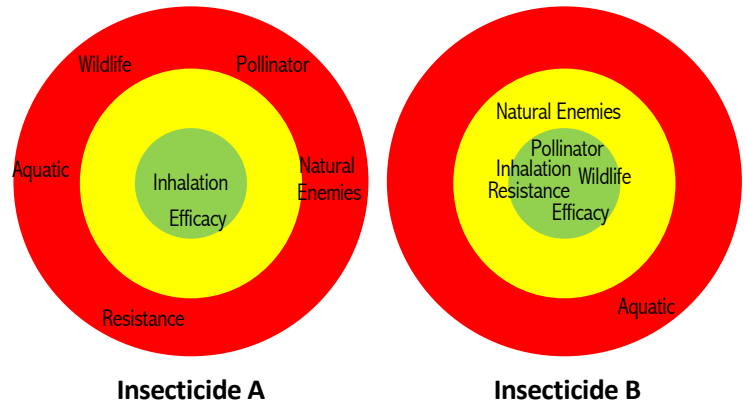 Wildlife
Pollinator
Aquatic
Natural
Enemies
Inhalation
Efficacy
Resistance
Insecticide A
Natural Enemies
Pollinator
Inhalation
Wildlife
Resistance
Efficacy
Aquatic
Insecticide B